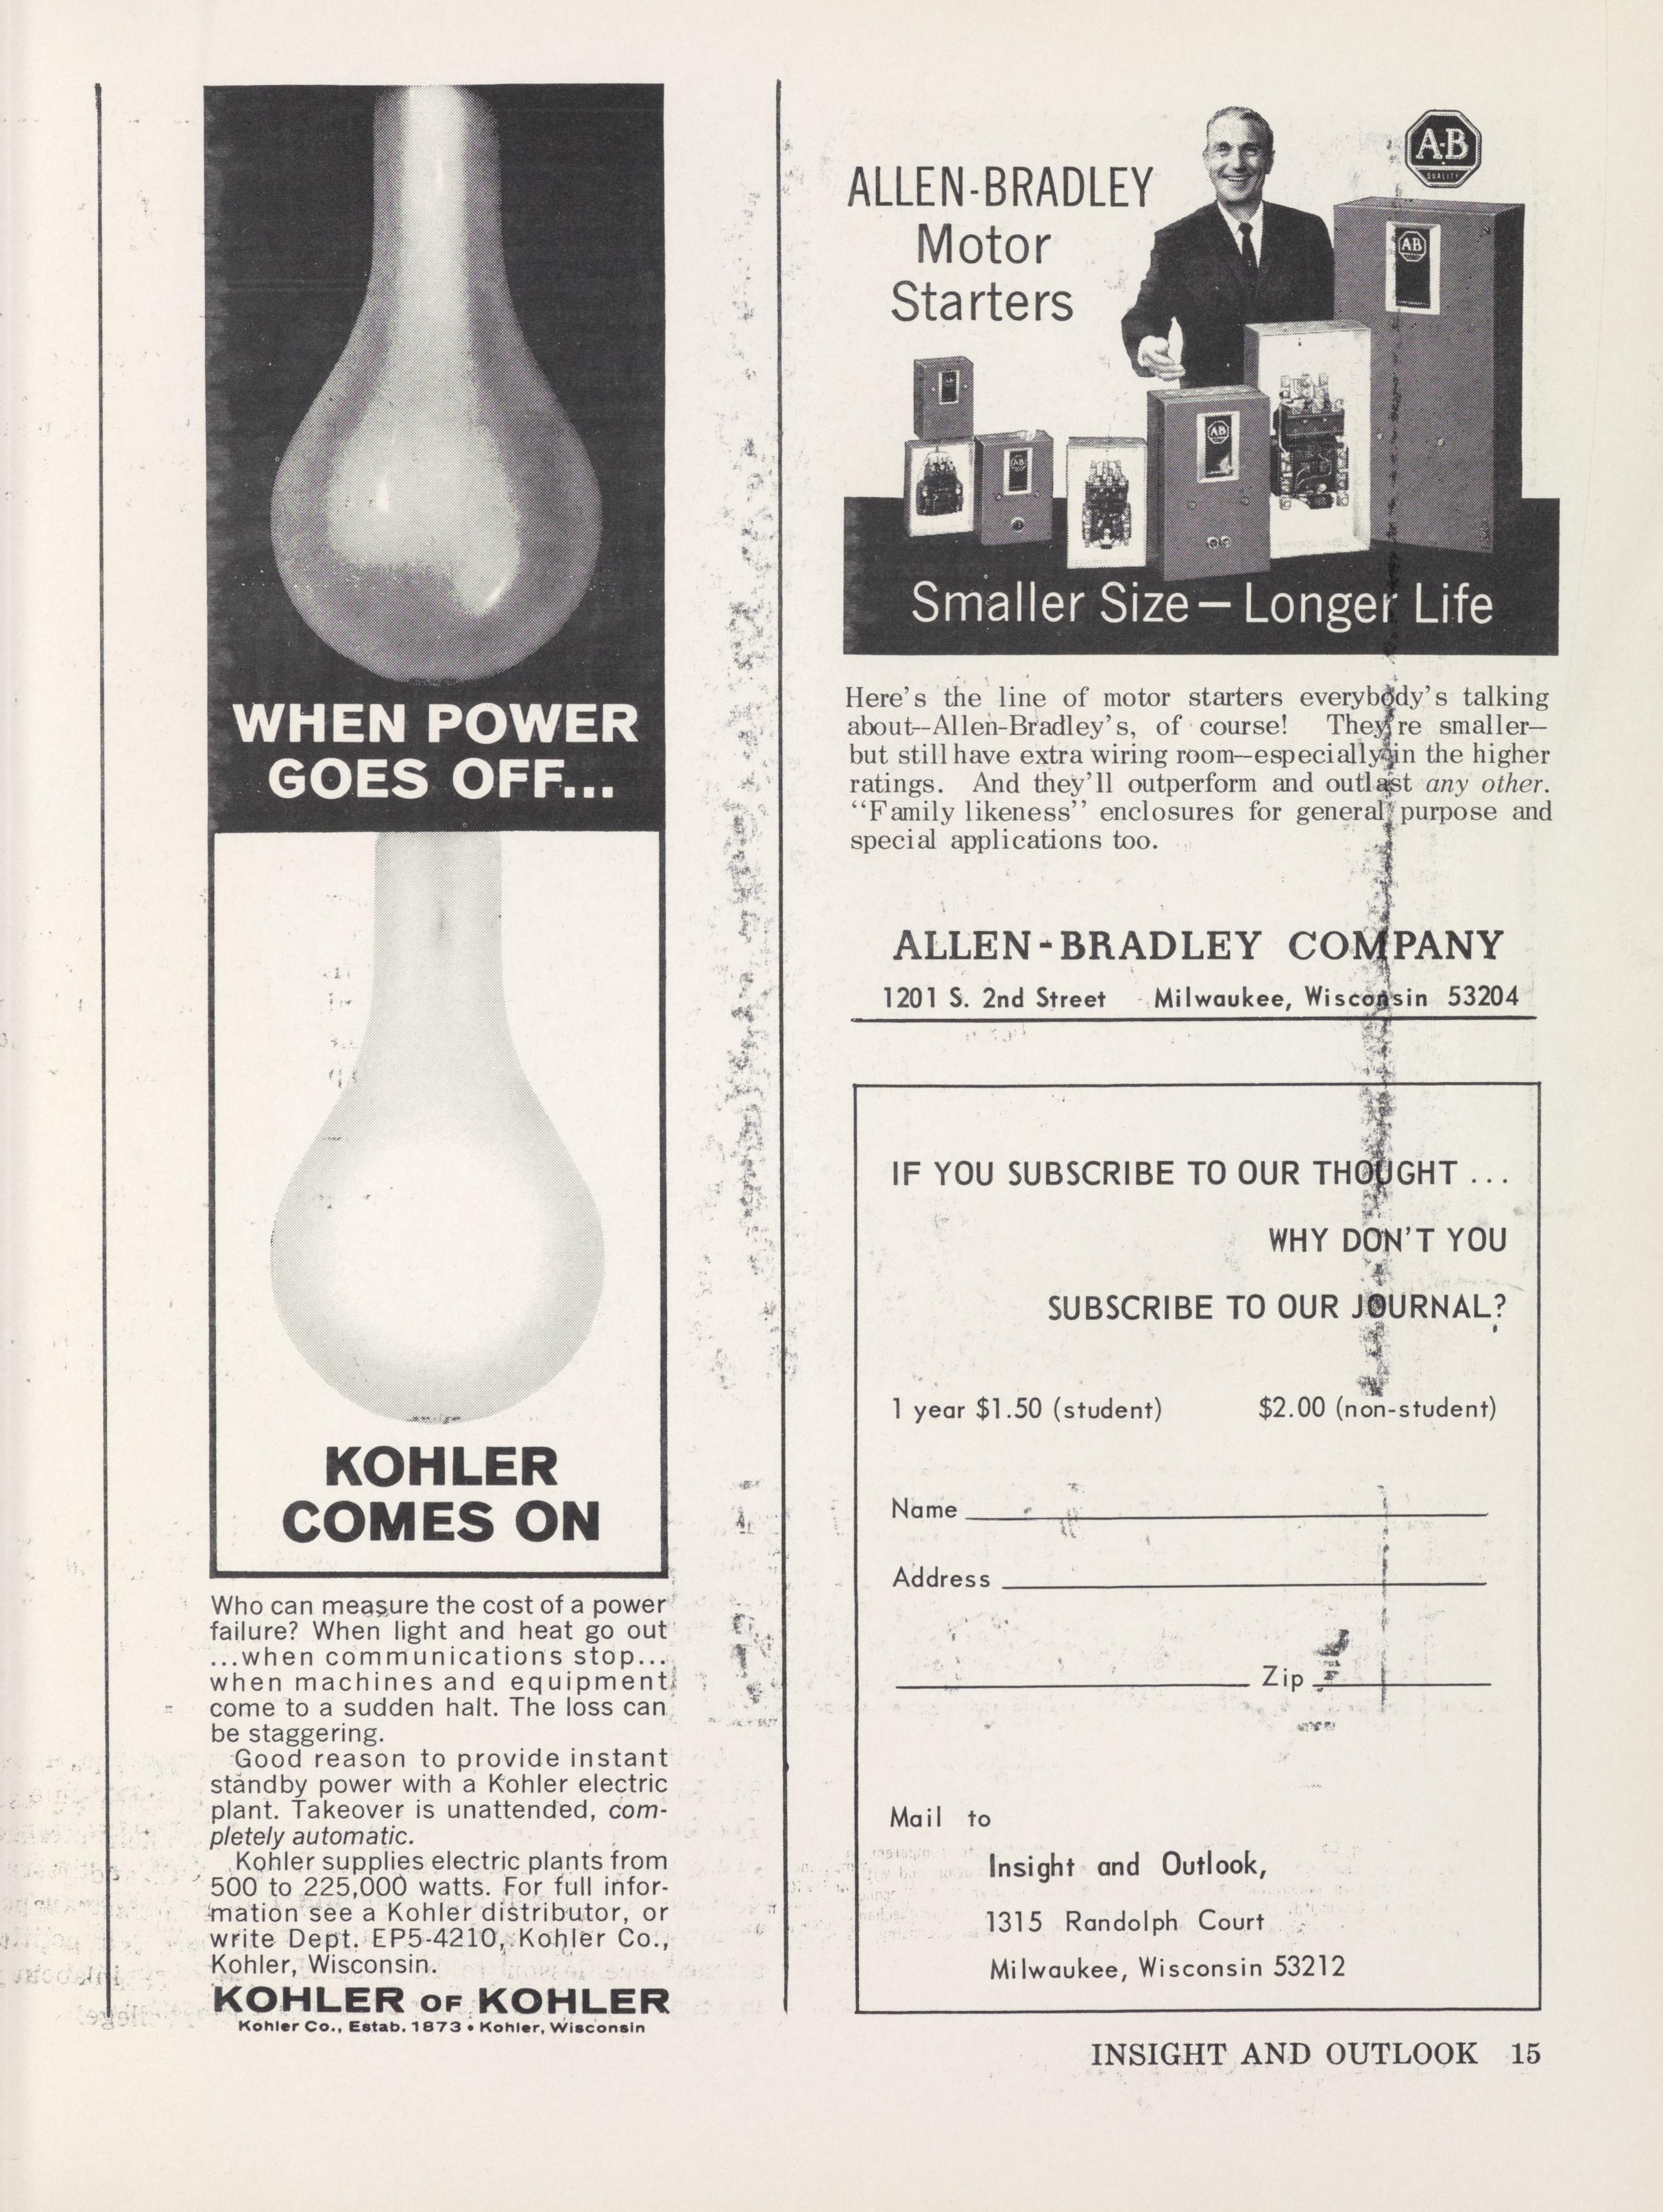 WHEN POWER
GOES OFF...
KOHLER
COMES ON
Who can measure the cost of a power
failure? When light and heat go out
...when communications stop...
when machines and equipment
come to a sudden halt. The loss can
be staggering.
Good reason to provide instant
standby power with a Kohler electric
plant. Takeover is unattended, com-
pletely automatic.
Kohler supplies electric plants from
500 to 225,000 watts. For full infor-
mation see a Kohler distributor, or
write Dept. EP5-4210, Kohler Co.,
Kohler, Wisconsin.
KOHLER OF KOHLER
Kohler Co., Estab. 1873 • Kohler, Wisconsin
ALLEN-BRADLEY
Motor
Starters
A-B
QUALITY
AB
AB
AB
Smaller Size—Longer Life
Here's the line of motor starters everybody's talking
about--Allen-Bradley's, of course! They're smaller--
but still have extra wiring room--especially in the higher
ratings. And they'll outperform and outlast any other.
"Family likeness" enclosures for general purpose and
special applications too.
ALLEN-BRADLEY COMPANY
1201 S. 2nd Street Milwaukee, Wisconsin 53204
IF YOU SUBSCRIBE TO OUR THOUGHT ...
WHY DON'T YOU
SUBSCRIBE TO OUR JOURNAL?
1 year $1.50 (student) $2.00 (non-student)
Name
Address
Zip
Mail to
Insight and Outlook,
1315 Randolph Court
Milwaukee, Wisconsin 53212
INSIGHT AND OUTLOOK 15